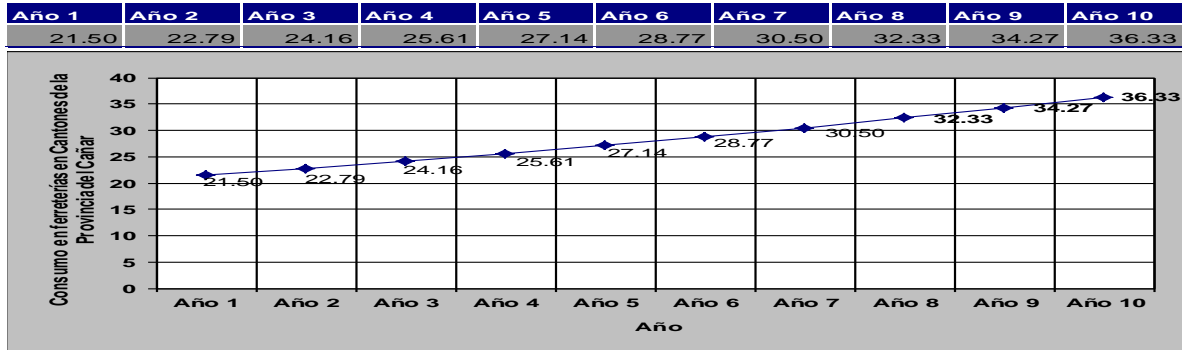 Año 1 Año 2 Año 3 Año 4 Año 5 Año 6 Año 7 Año 8 Año 9 Año 10
21.50 22.79 24.16 25.61 27.14 28.77 30.50 32.33 34.27 36.33
Consumo en ferreterías en Cantones de la
Provincia del Cañar
40
35
30
25
20
15
10
5
0
21.50 22.79 24.16 25.61 27.14 28.77 30.50 32.33 34.27 36.33
Año 1 Año 2 Año 3 Año 4 Año 5 Año 6 Año 7 Año 8 Año 9 Año 10
Año